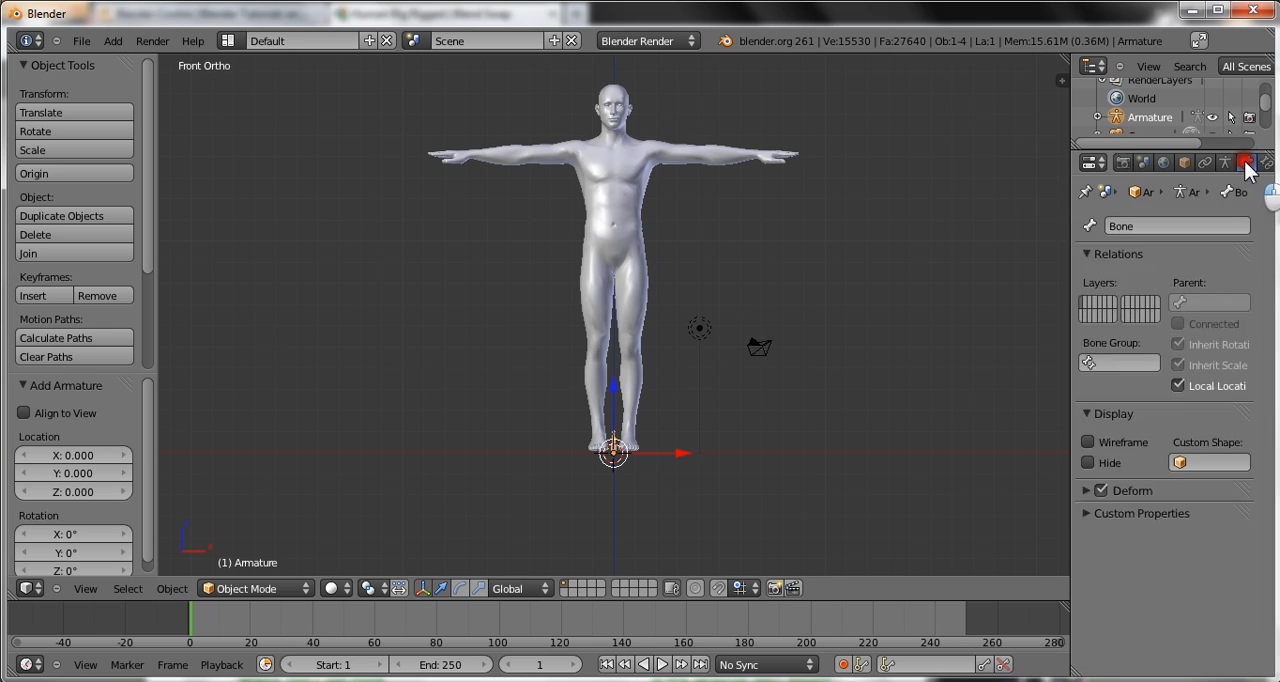 Blender
File Add Render Help Default Scene Blender Render blender.org 261 | Ve:15530 | Fa:27640 | Ob:1-4 | La:1 | Mem:15.61M (0.36M) | Armature
Object Tools
Transform:
Translate
Rotate
Scale
Origin
Object:
Duplicate Objects
Delete
Join
Keyframes:
Insert Remove
Motion Paths:
Calculate Paths
Clear Paths
Add Armature
Align to View
Location
X: 0.000
Y: 0.000
Z: 0.000
Rotation
X: 0°
Y: 0°
Z: 0°
Front Ortho
(1) Armature
View Select Object Object Mode Global
View Search All Scenes
RenderLayers
World
Armature
Ar Ar Bo
Bone
Relations
Layers: Parent:
Connected
Bone Group: Inherit Rotati
Inherit Scale
Local Locati
Display
Wireframe Custom Shape:
Hide
Deform
Custom Properties
-40 -20 0 20 40 60 80 100 120 140 160 180 200 220 240 260 280
View Marker Frame Playback Start: 1 End: 250 1 No Sync